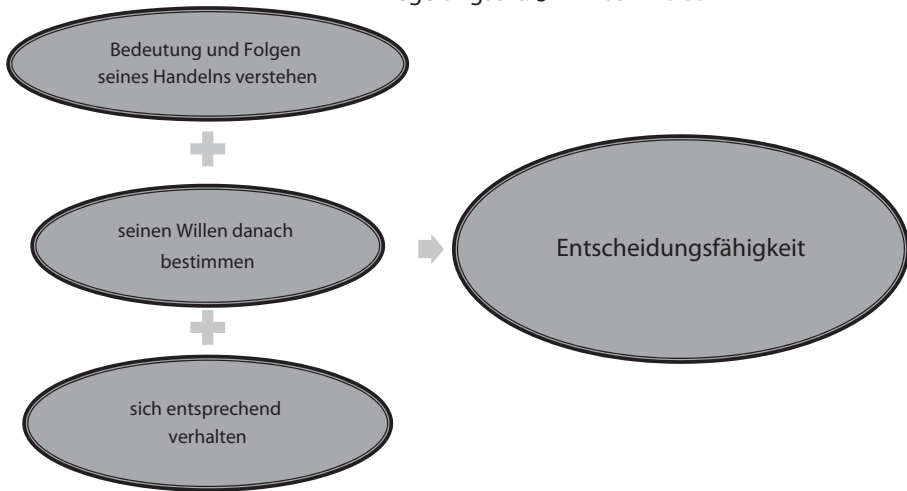 Bedeutung und Folgen
seines Handelns verstehen
seinen Willen danach
bestimmen
Entscheidungsfähigkeit
sich entsprechend
verhalten